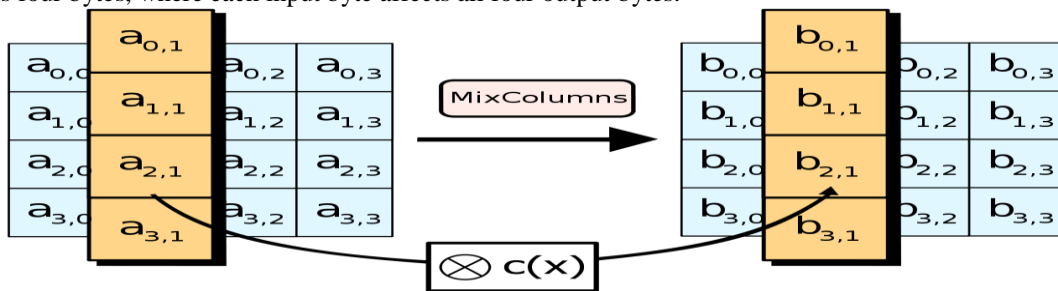 s four bytes, where each input byte affects all four output bytes.
a0,1 b0,1
a0,0 a0,2 a0,3 b0,0 b0,2 b0,3
MixColumns
a1,1 b1,1
a1,0 a1,2 a1,3 b1,0 b1,2 b1,3
a2,0 a2,1 a2,2 a2,3 b2,0 b2,1 b2,2 b2,3
a3,0 a3,2 a3,3 b3,0 b3,2 b3,3
a3,1 b3,1
⊗ c(x)